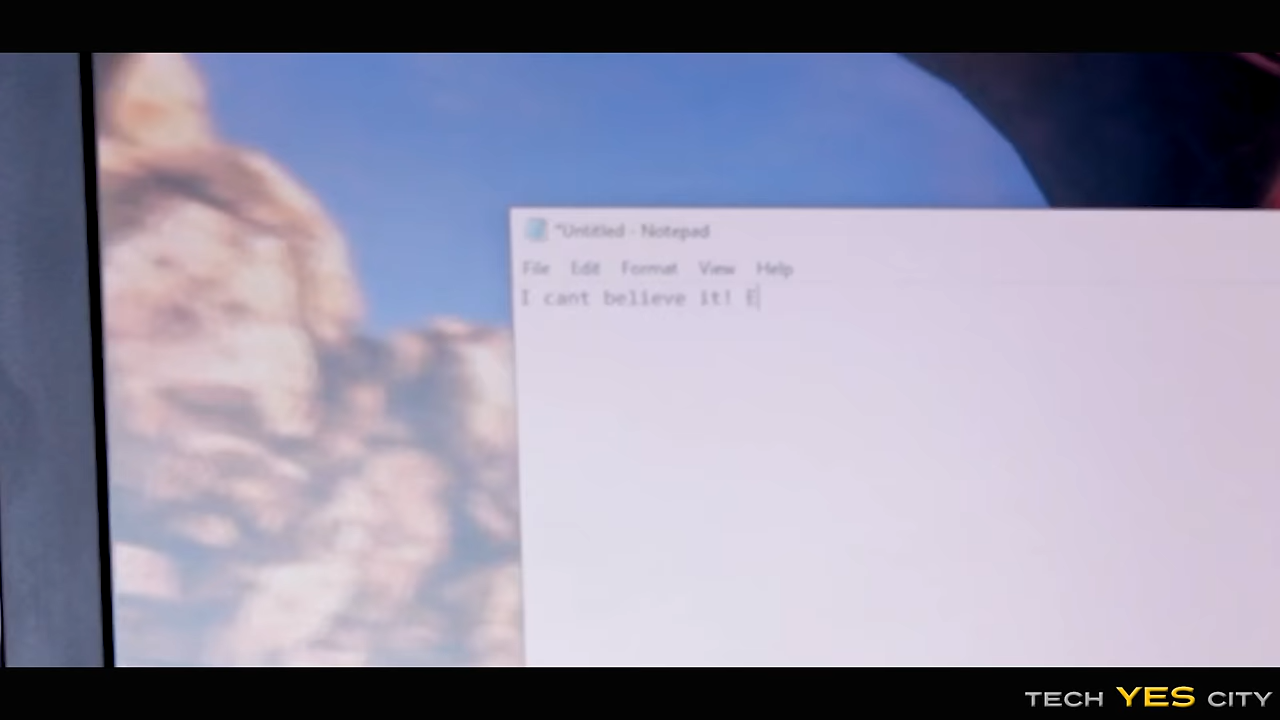 *Untitled - Notepad
File Edit Format View Help
I cant believe it! E
TECH YES CITY